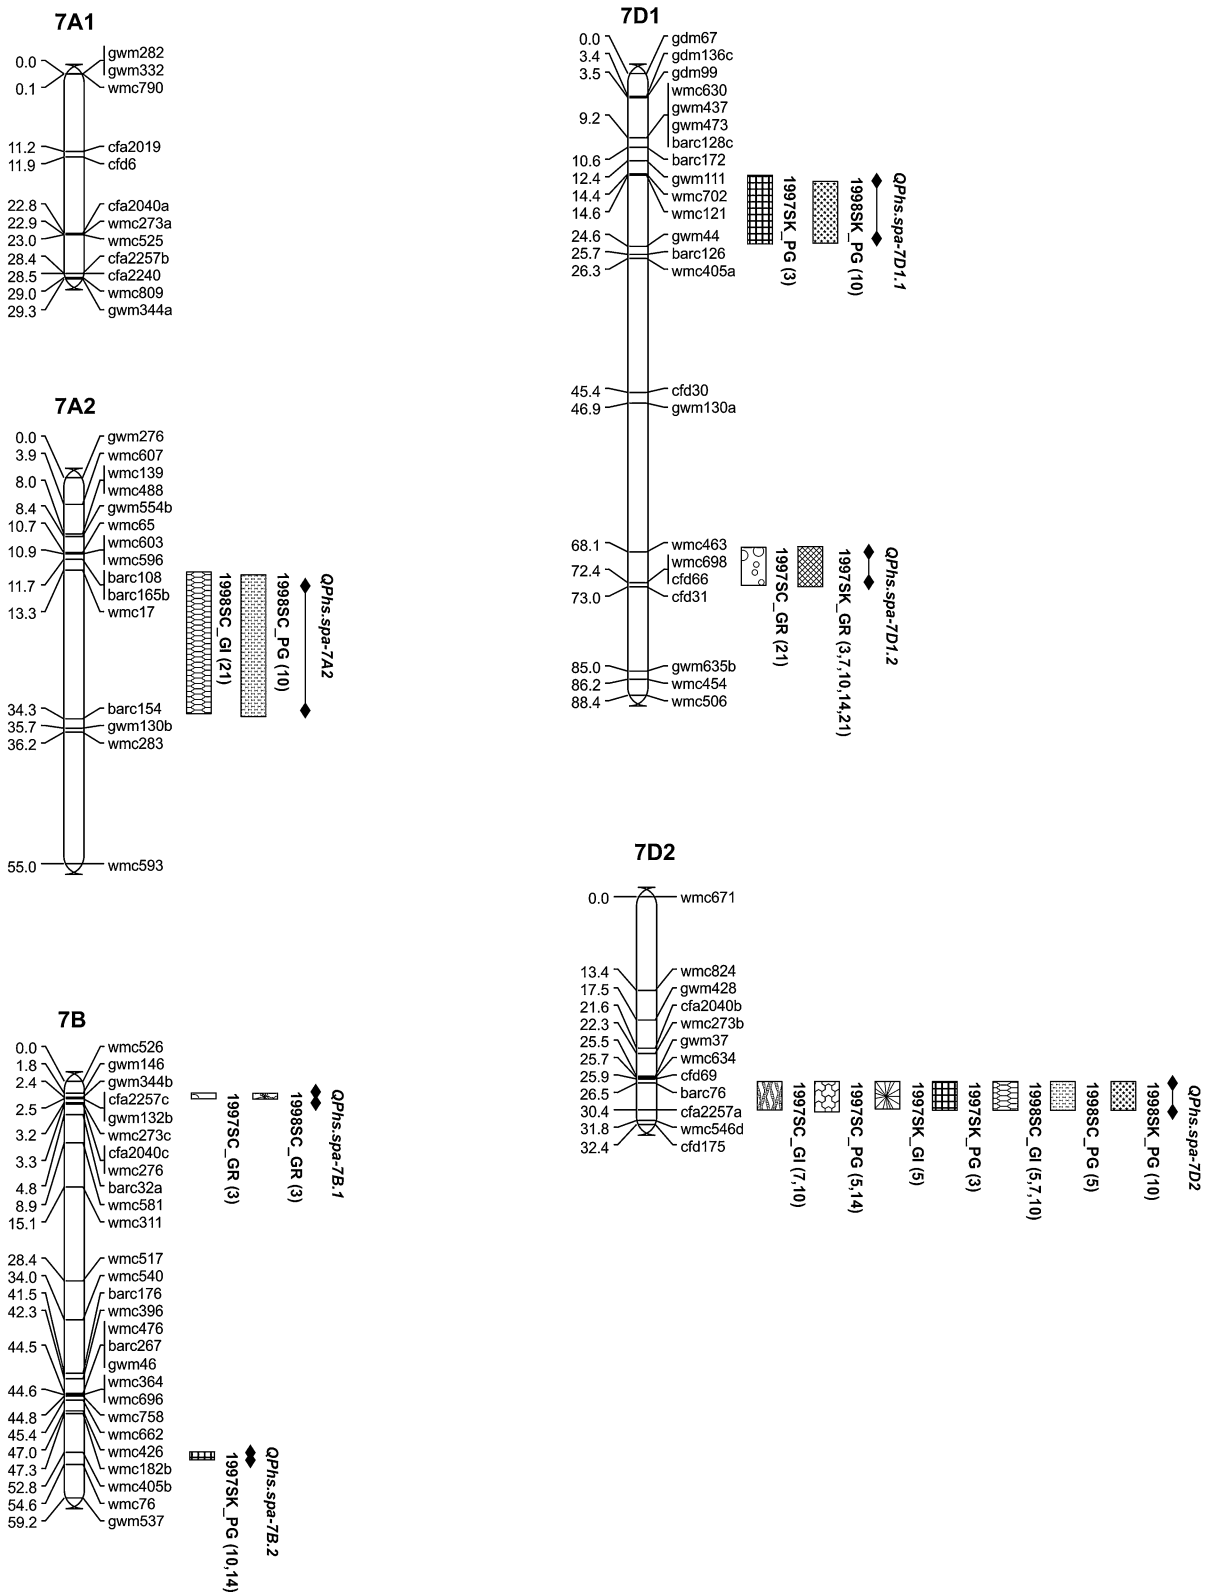 7A1
0.0 gwm282
gwm332
0.1 wmc790
11.2 cfa2019
11.9 cfd6
22.8 cfa2040a
22.9 wmc273a
23.0 wmc525
28.4 cfa2257b
28.5 cfa2240
29.0 wmc809
29.3 gwm344a
7A2
0.0 gwm276
3.9 wmc607
8.0 wmc139
wmc488
8.4 gwm554b
10.7 wmc65
10.9 wmc603
wmc596
11.7 barc108
barc165b
13.3 wmc17
34.3 barc154
35.7 gwm130b
36.2 wmc283
55.0 wmc593
1998SC_GI (21)
1998SC_PG (10)
QPhs.spa-7A2
7B
0.0 wmc526
1.8 gwm146
2.4 gwm344b
2.5 cfa2257c
gwm132b
3.2 wmc273c
3.3 cfa2040c
wmc276
4.8 barc32a
8.9 wmc581
15.1 wmc311
28.4 wmc517
34.0 wmc540
41.5 barc176
42.3 wmc396
wmc476
44.5 barc267
gwm46
44.6 wmc364
wmc696
44.8 wmc758
45.4 wmc662
47.0 wmc426
47.3 wmc182b
52.8 wmc405b
54.6 wmc76
59.2 gwm537
1997SC_GR (3)
1998SC_GR (3)
QPhs.spa-7B.1
1997SK_PG (10,14)
QPhs.spa-7B.2
7D1
0.0 gdm67
3.4 gdm136c
3.5 gdm99
wmc630
9.2 gwm437
gwm473
barc128c
10.6 barc172
12.4 gwm111
14.4 wmc702
14.6 wmc121
24.6 gwm44
25.7 barc126
26.3 wmc405a
45.4 cfd30
46.9 gwm130a
68.1 wmc463
72.4 wmc698
cfd66
73.0 cfd31
85.0 gwm635b
86.2 wmc454
88.4 wmc506
1997SK_PG (3)
1998SK_PG (10)
QPhs.spa-7D1.1
1997SC_GR (21)
1997SK_GR (3,7,10,14,21)
QPhs.spa-7D1.2
7D2
0.0 wmc671
13.4 wmc824
17.5 gwm428
21.6 cfa2040b
22.3 wmc273b
25.5 gwm37
25.7 wmc634
25.9 cfd69
26.5 barc76
30.4 cfa2257a
31.8 wmc546d
32.4 cfd175
1997SC_GI (7,10)
1997SC_PG (5,14)
1997SK_GI (5)
1997SK_PG (3)
1998SC_GI (5,7,10)
1998SC_PG (5)
1998SK_PG (10)
QPhs.spa-7D2